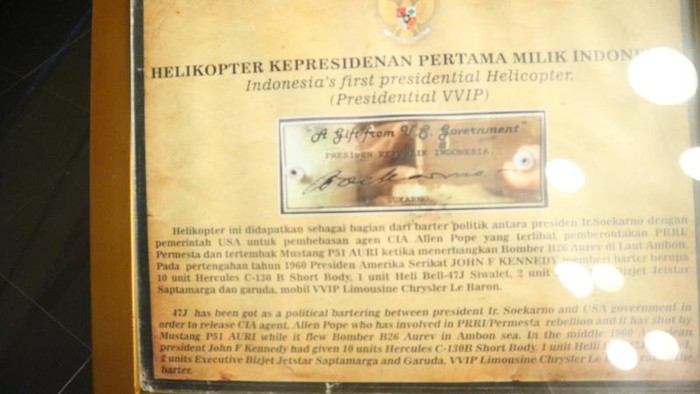 HELIKOPTER KEPRESIDENAN PERTAMA MILIK
Indonesia's first presidential Helicopter.
(Presidential VVIP)
"A Gift from U.S. Government"
PRESIDEN REPUBLIK INDONESIA
Soekarno
SUKARNO
Helikopter ini didapatkan sebagai bagian dari barter politik antara presiden Ir.Soekarno dengan
pemerintah USA untuk pembebasan agen CIA Allen Pope yang terlibat pemberontakan PRRI
Permesta dan tertembak Mustang P51 AURI ketika menerbangkan Bomber B26 Aurev di Laut Ambon.
Pada pertengahan tahun 1960 Presiden Amerika Serikat JOHN F KENNEDY memberi barter berupa
10 unit Hercules C-130 B Short Body, 1 unit Heli Bell-47J Siwalet, 2 unit Bizjet Jetstar
Saptamarga dan garuda, mobil VVIP Limousine Chrysler Le Baron.
47J has been got as a political bartering between president Ir. Soekarno and USA government in
order to release CIA agent, Allen Pope who has involved in PRRI/Permesta rebellion and it has shot by
Mustang P51 AURI while it flew Bomber B26 Aurev in Ambon sea. In the middle 1960 American
president John F Kennedy had given 10 units Hercules C-130B Short Body, 1 unit Heli
2 units Executive Bizjet Jetstar Saptamarga and Garuda, VVIP Limousine Chrysler Le
barter.